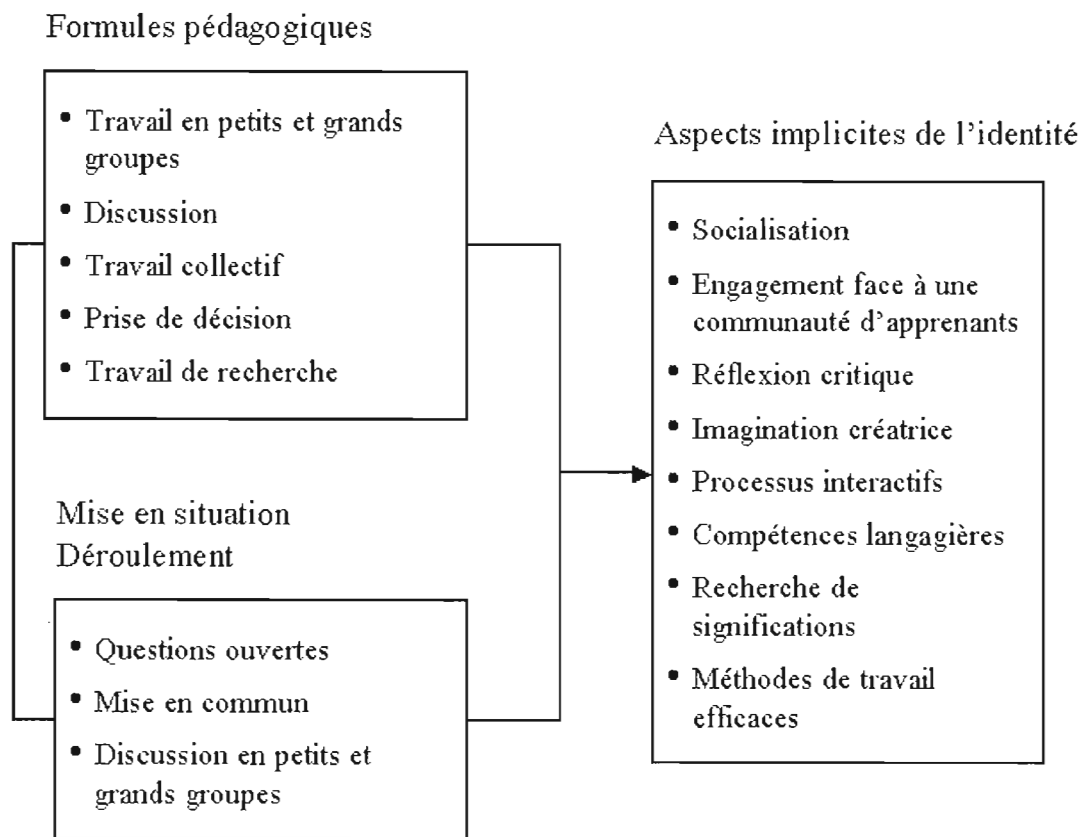 Formules pédagogiques
• Travail en petits et grands
groupes
• Discussion
• Travail collectif
• Prise de décision
• Travail de recherche
Mise en situation
Déroulement
• Questions ouvertes
• Mise en commun
• Discussion en petits et
grands groupes
Aspects implicites de l'identité
• Socialisation
• Engagement face à une
communauté d'apprenants
• Réflexion critique
• Imagination créatrice
• Processus interactifs
• Compétences langagières
• Recherche de
significations
• Méthodes de travail
efficaces